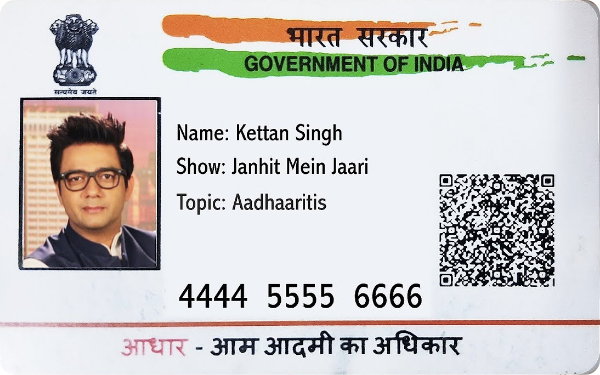 भारत सरकार
GOVERNMENT OF INDIA
सत्यमेव जयते
Name: Kettan Singh
Show: Janhit Mein Jaari
Topic: Aadhaaritis
4444 5555 6666
आधार - आम आदमी का अधिकार